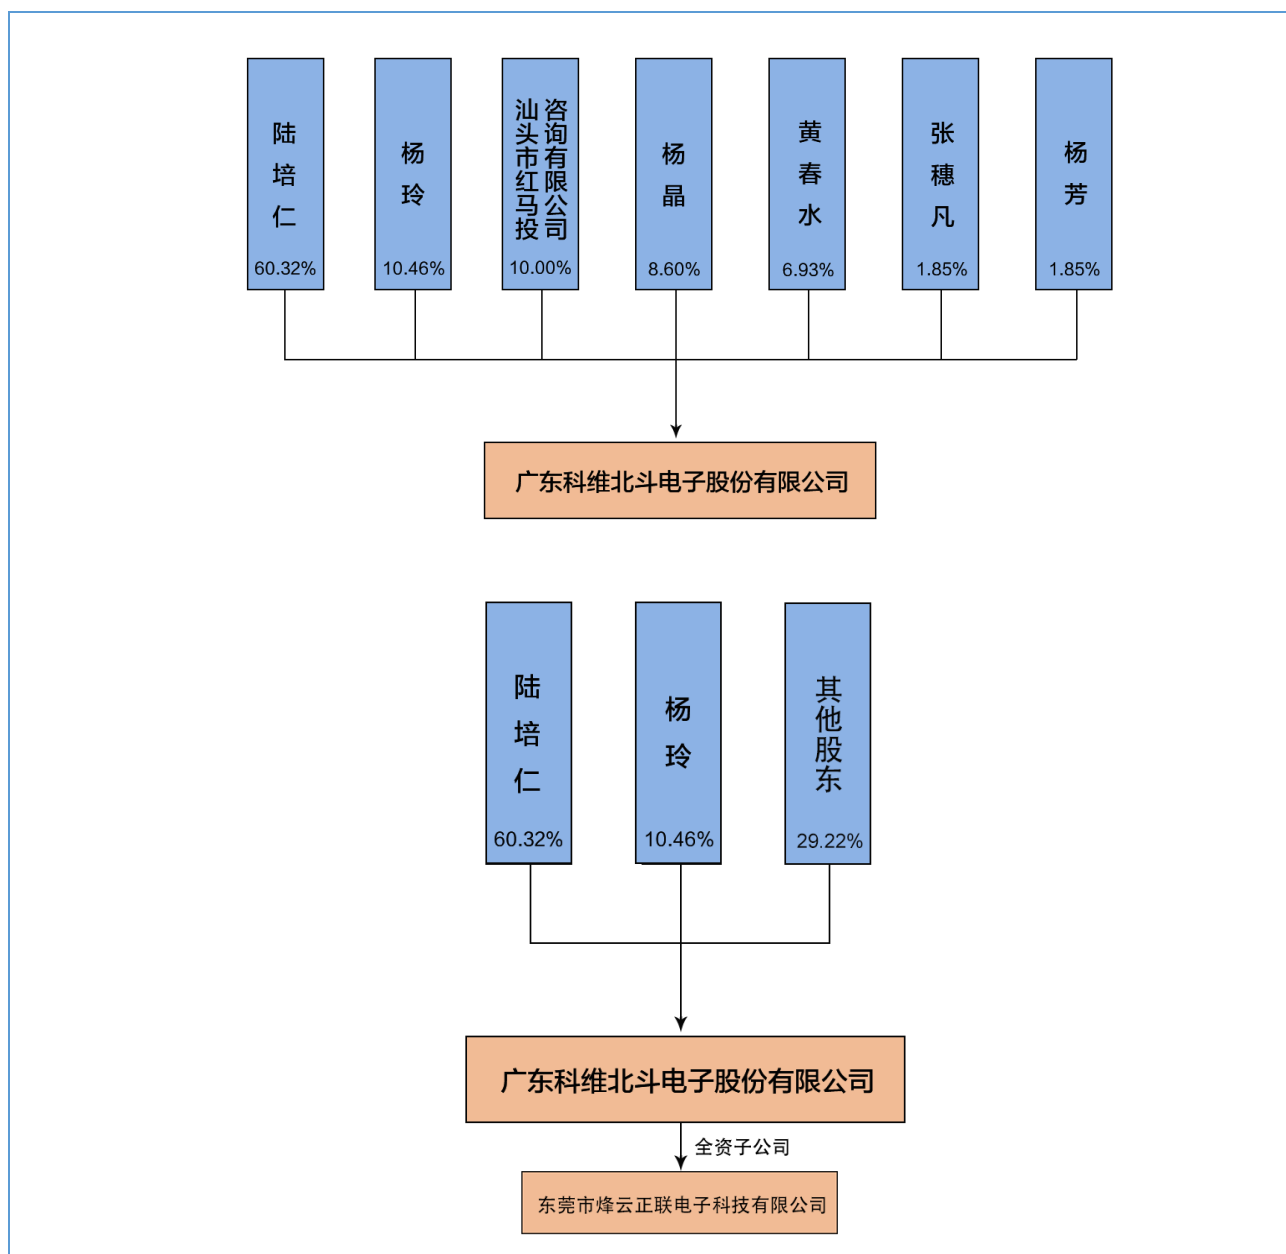 陆培仁
60.32%
杨玲
10.46%
汕头市红马投
咨询有限公司
10.00%
杨晶
8.60%
黄春水
6.93%
张穗凡
1.85%
杨芳
1.85%
广东科维北斗电子股份有限公司
陆培仁
60.32%
杨玲
10.46%
其他股东
29.22%
广东科维北斗电子股份有限公司
全资子公司
东莞市烽云正联电子科技有限公司